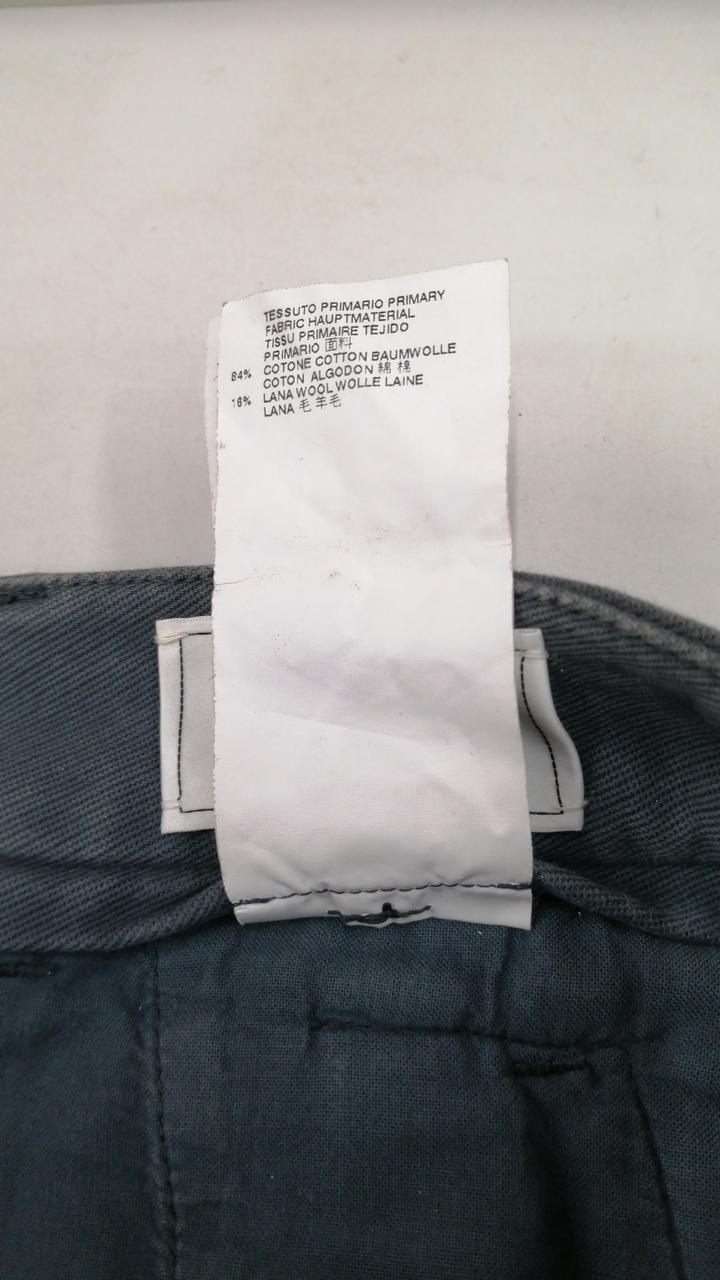 TESSUTO PRIMARIO PRIMARY
FABRIC HAUPTMATERIAL
TISSU PRIMAIRE TEJIDO
PRIMARIO 面料
84% COTONE COTTON BAUMWOLLE
COTON ALGODON 綿 棉
16% LANA WOOL WOLLE LAINE
LANA 毛 羊毛